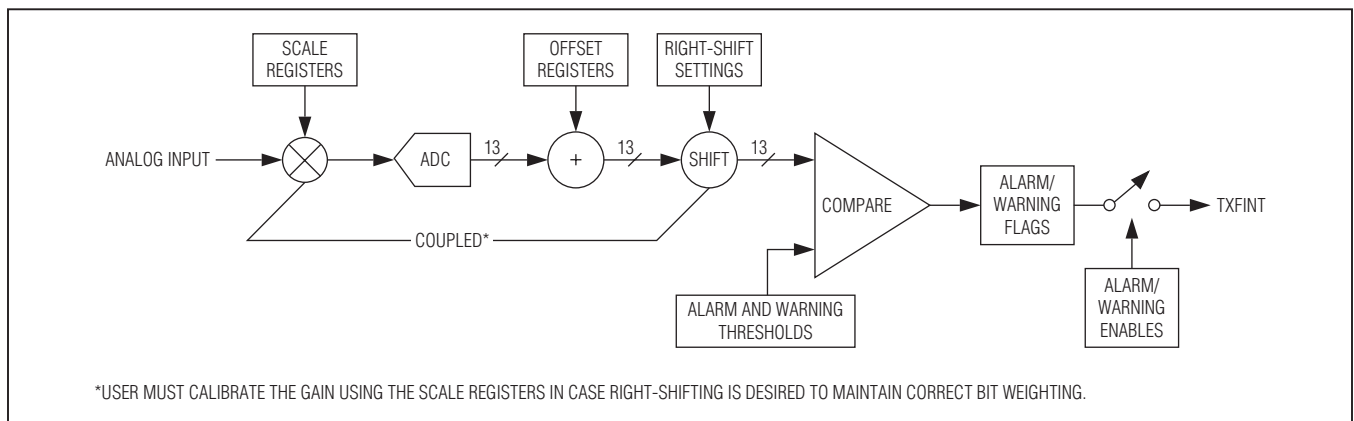 SCALE
REGISTERS
OFFSET
REGISTERS
RIGHT-SHIFT
SETTINGS
ANALOG INPUT
ADC
13
+
13
SHIFT
13
COMPARE
ALARM/
WARNING
FLAGS
TXFINT
COUPLED*
ALARM AND WARNING
THRESHOLDS
ALARM/
WARNING
ENABLES
*USER MUST CALIBRATE THE GAIN USING THE SCALE REGISTERS IN CASE RIGHT-SHIFTING IS DESIRED TO MAINTAIN CORRECT BIT WEIGHTING.